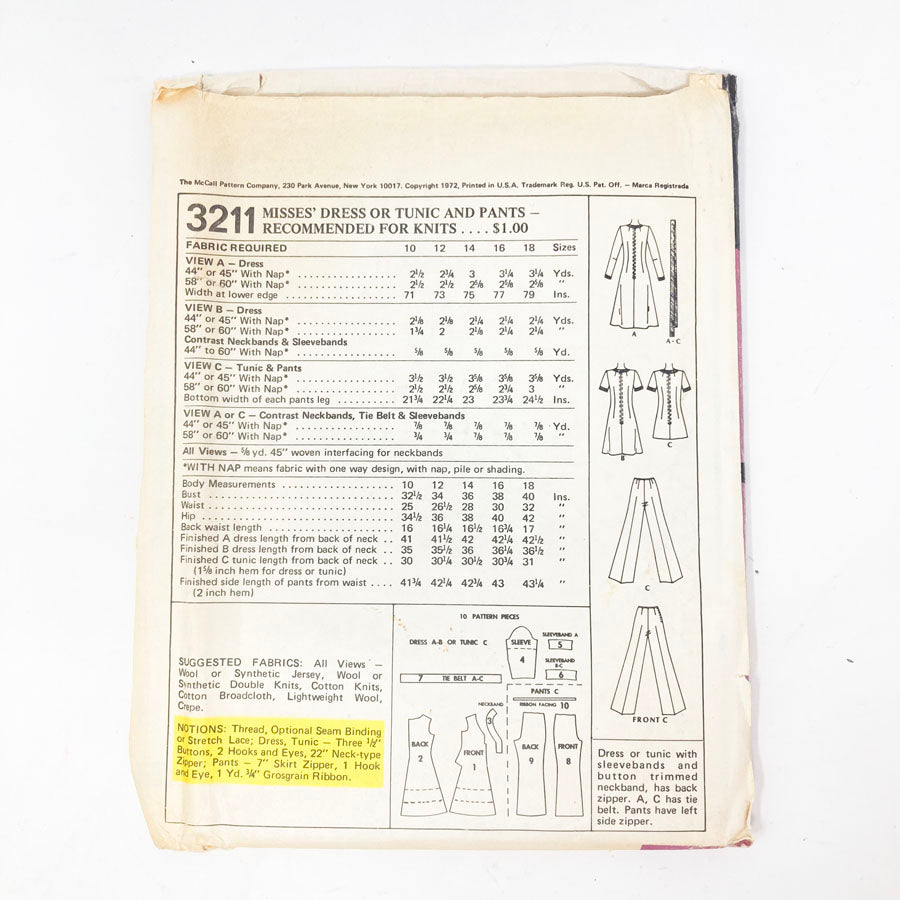 The McCall Pattern Company, 230 Park Avenue, New York 10017. Copyright 1972, Printed in U.S.A. Trademark Reg. U.S. Pat. Off. – Marca Registrada
3211 MISSES' DRESS OR TUNIC AND PANTS –
RECOMMENDED FOR KNITS . . . . $1.00
FABRIC REQUIRED 10 12 14 16 18 Sizes
VIEW A – Dress
44" or 45" With Nap* . . . . . . . . . . . . . . . 2½ 2¾ 3 3¼ 3¼ Yds.
58" or 60" With Nap* . . . . . . . . . . . . . . . 2½ 2½ 2⅝ 2⅝ 2⅝ "
Width at lower edge . . . . . . . . . . . . . . . . . 71 73 75 77 79 Ins.
VIEW B – Dress
44" or 45" With Nap* . . . . . . . . . . . . . . . 2⅛ 2⅛ 2¼ 2¼ 2¼ Yds.
58" or 60" With Nap* . . . . . . . . . . . . . . . 1¾ 2 2⅛ 2¼ 2¼ "
Contrast Neckbands & Sleevebands
44" to 60" With Nap* . . . . . . . . . . . . . . . ⅝ ⅝ ⅝ ⅝ ⅝ Yd.
VIEW C – Tunic & Pants
44" or 45" With Nap* . . . . . . . . . . . . . . . 3½ 3½ 3⅝ 3⅝ 3⅝ Yds.
58" or 60" With Nap* . . . . . . . . . . . . . . . 2½ 2½ 2⅝ 2¾ 3 "
Bottom width of each pants leg . . . . . . . . . . 21¾ 22¼ 23 23¾ 24½ Ins.
VIEW A or C – Contrast Neckbands, Tie Belt & Sleevebands
44" or 45" With Nap* . . . . . . . . . . . . . . . ⅞ ⅞ ⅞ ⅞ ⅞ Yd.
58" or 60" With Nap* . . . . . . . . . . . . . . . ¾ ¾ ⅞ ⅞ ⅞ "
All Views – ⅝ yd. 45" woven interfacing for neckbands
*WITH NAP means fabric with one way design, with nap, pile or shading.
Body Measurements . . . . . . . . . . . . . . . . . 10 12 14 16 18
Bust . . . . . . . . . . . . . . . . . . . . . . . . . . . 32½ 34 36 38 40 Ins.
Waist . . . . . . . . . . . . . . . . . . . . . . . . . . 25 26½ 28 30 32 "
Hip . . . . . . . . . . . . . . . . . . . . . . . . . . . 34½ 36 38 40 42 "
Back waist length . . . . . . . . . . . . . . . . . . . 16 16¼ 16½ 16¾ 17 "
Finished A dress length from back of neck . . 41 41½ 42 42¼ 42½ "
Finished B dress length from back of neck . . 35 35½ 36 36¼ 36½ "
Finished C tunic length from back of neck . . 30 30¼ 30½ 30¾ 31 "
(1⅝ inch hem for dress or tunic)
Finished side length of pants from waist . . . . 41¾ 42¼ 42¾ 43 43¼ "
(2 inch hem)
SUGGESTED FABRICS: All Views –
Wool or Synthetic Jersey, Wool or
Synthetic Double Knits, Cotton Knits,
Cotton Broadcloth, Lightweight Wool,
Crepe.
NOTIONS: Thread, Optional Seam Binding
or Stretch Lace; Dress, Tunic – Three ½"
Buttons, 2 Hooks and Eyes, 22" Neck-type
Zipper; Pants – 7" Skirt Zipper, 1 Hook
and Eye, 1 Yd. ¾" Grosgrain Ribbon.
10 PATTERN PIECES
DRESS A-B OR TUNIC C
SLEEVE
4
SLEEVEBAND A
5
SLEEVEBAND
B-C
6
7 TIE BELT A-C
PANTS C
RIBBON FACING 10
NECKBAND
3
BACK
2
FRONT
1
BACK
9
FRONT
8
A
A-C
B
C
C
FRONT C
Dress or tunic with
sleevebands and
button trimmed
neckband, has back
zipper. A, C has tie
belt. Pants have left
side zipper.